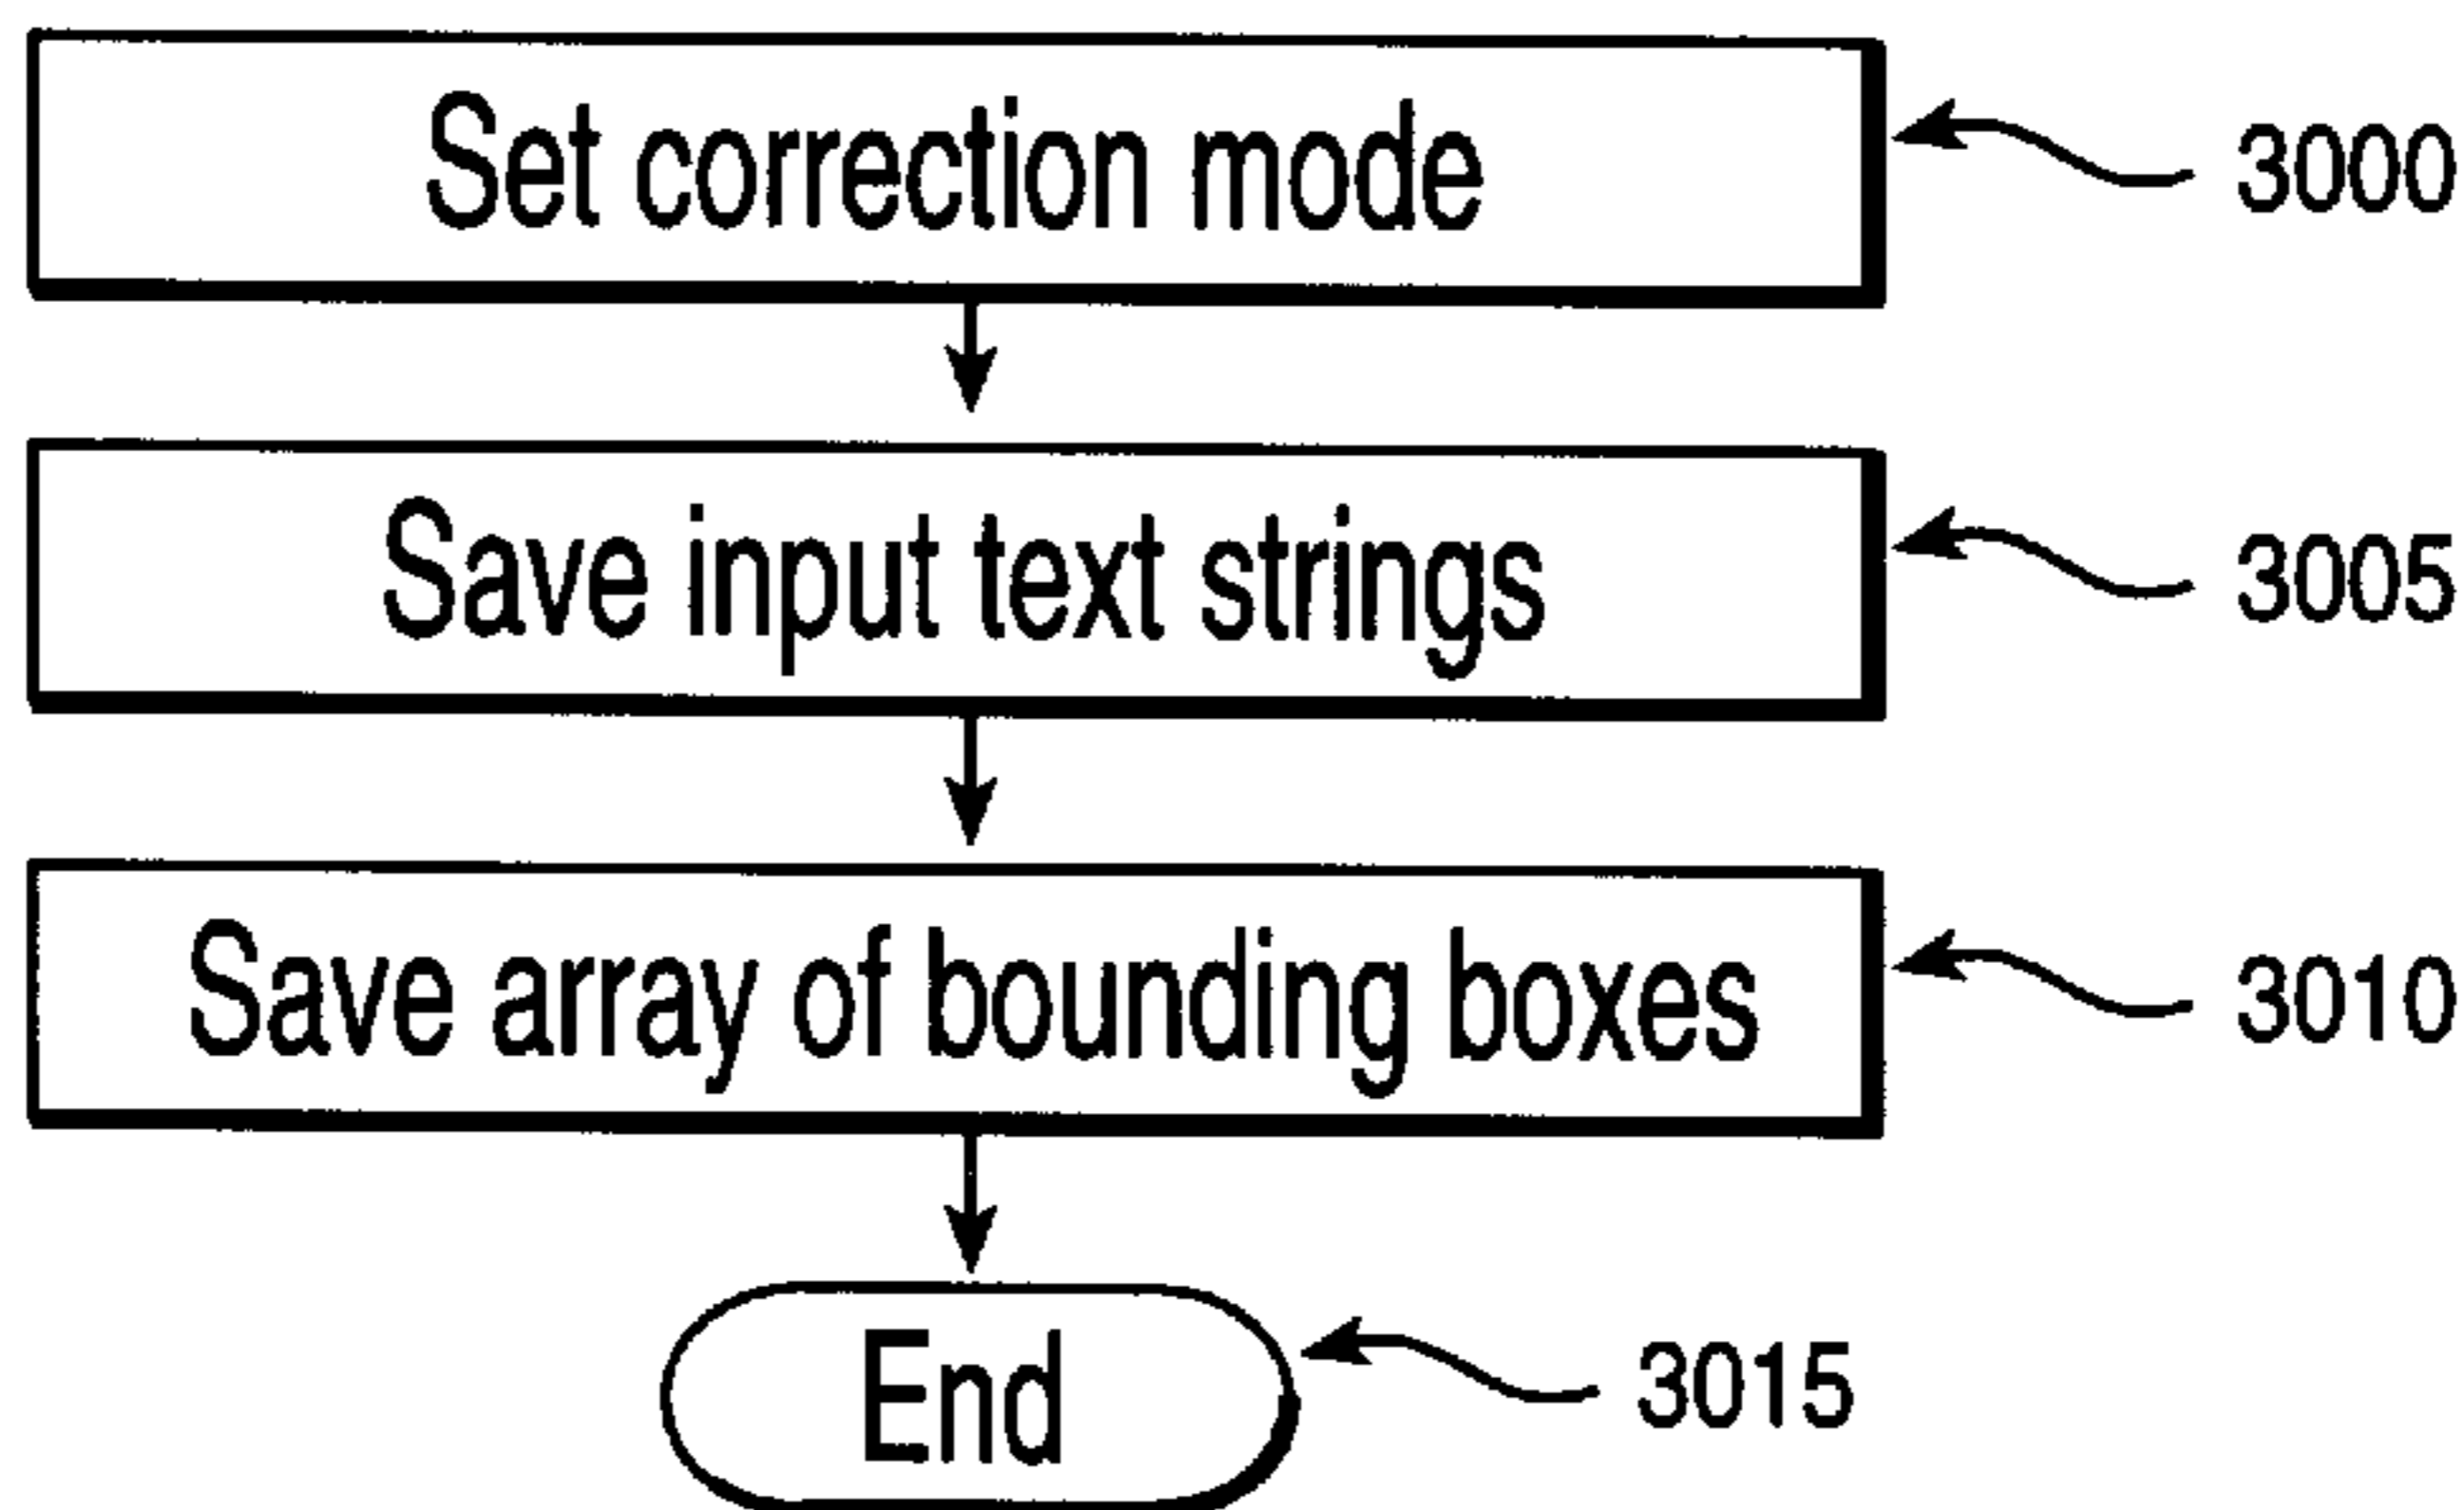 Set correction mode
3000
Save input text strings
3005
Save array of bounding boxes
3010
End
3015